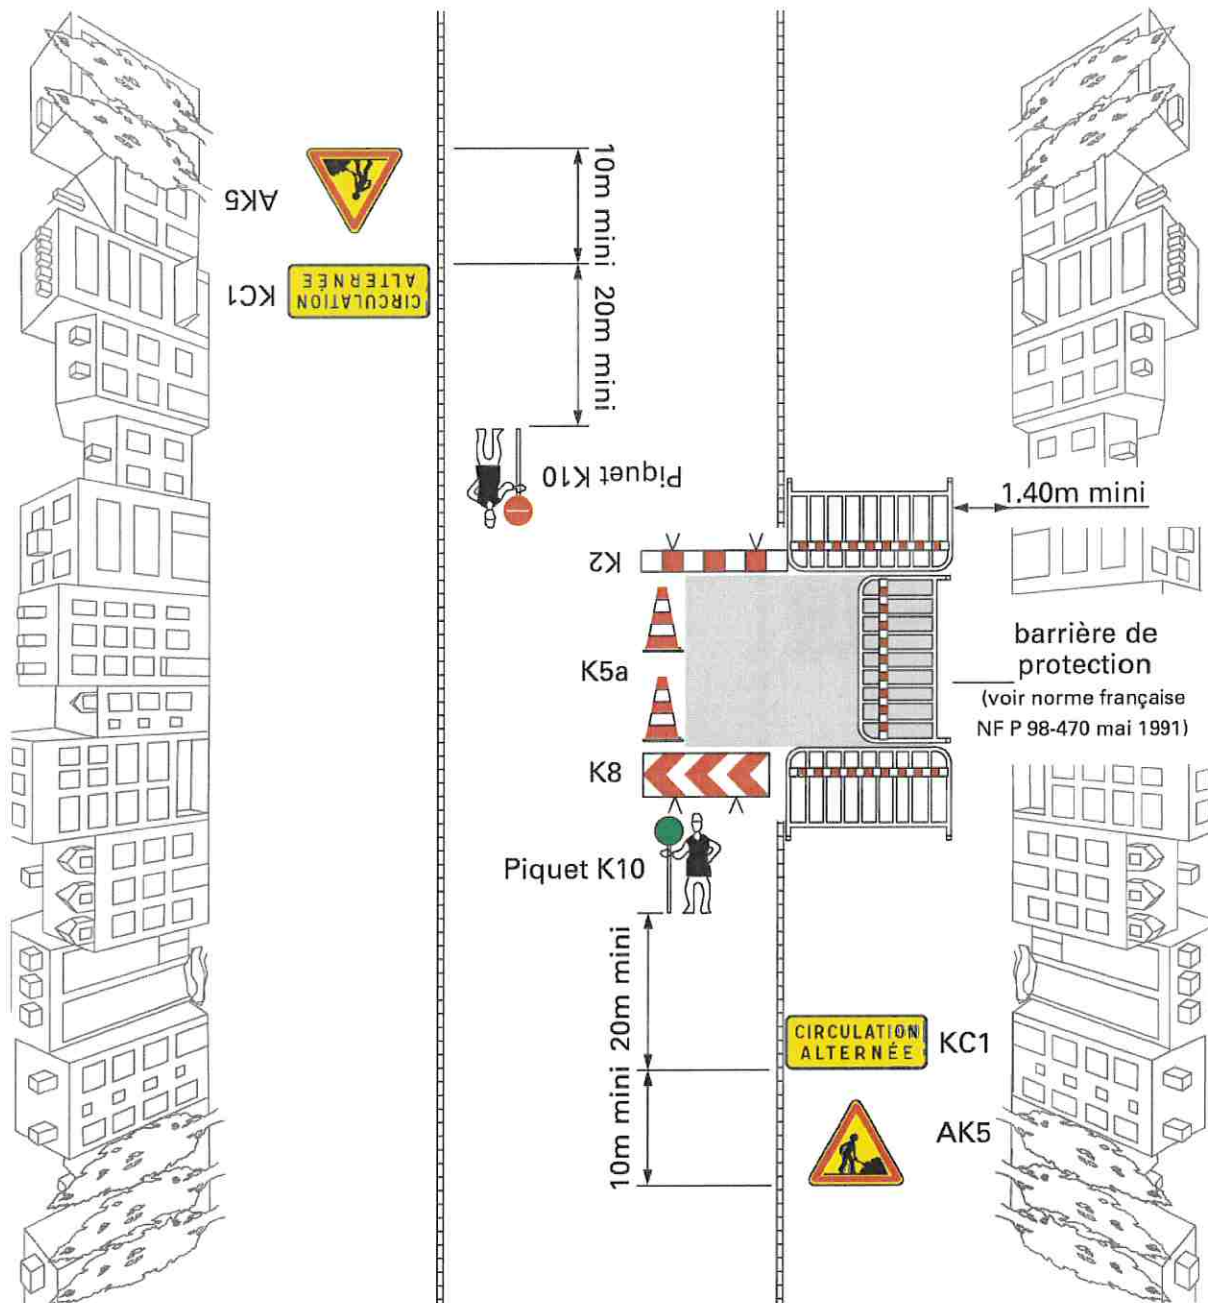 AK5
10m mini
KC1
CIRCULATION
ALTERNÉE
20m mini
Piquet K10
1.40m mini
K2
barrière de
protection
(voir norme française
NF P 98-470 mai 1991)
K5a
K8
Piquet K10
20m mini
CIRCULATION
ALTERNÉE
KC1
10m mini
AK5